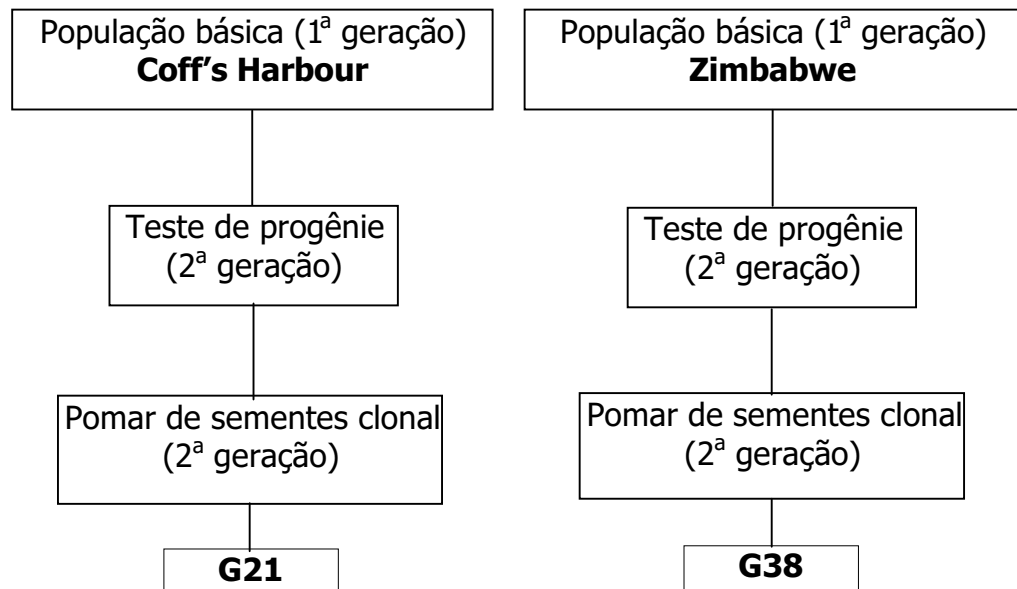 População básica (1ª geração)
Coff's Harbour
Teste de progênie
(2ª geração)
Pomar de sementes clonal
(2ª geração)
G21
População básica (1ª geração)
Zimbabwe
Teste de progênie
(2ª geração)
Pomar de sementes clonal
(2ª geração)
G38